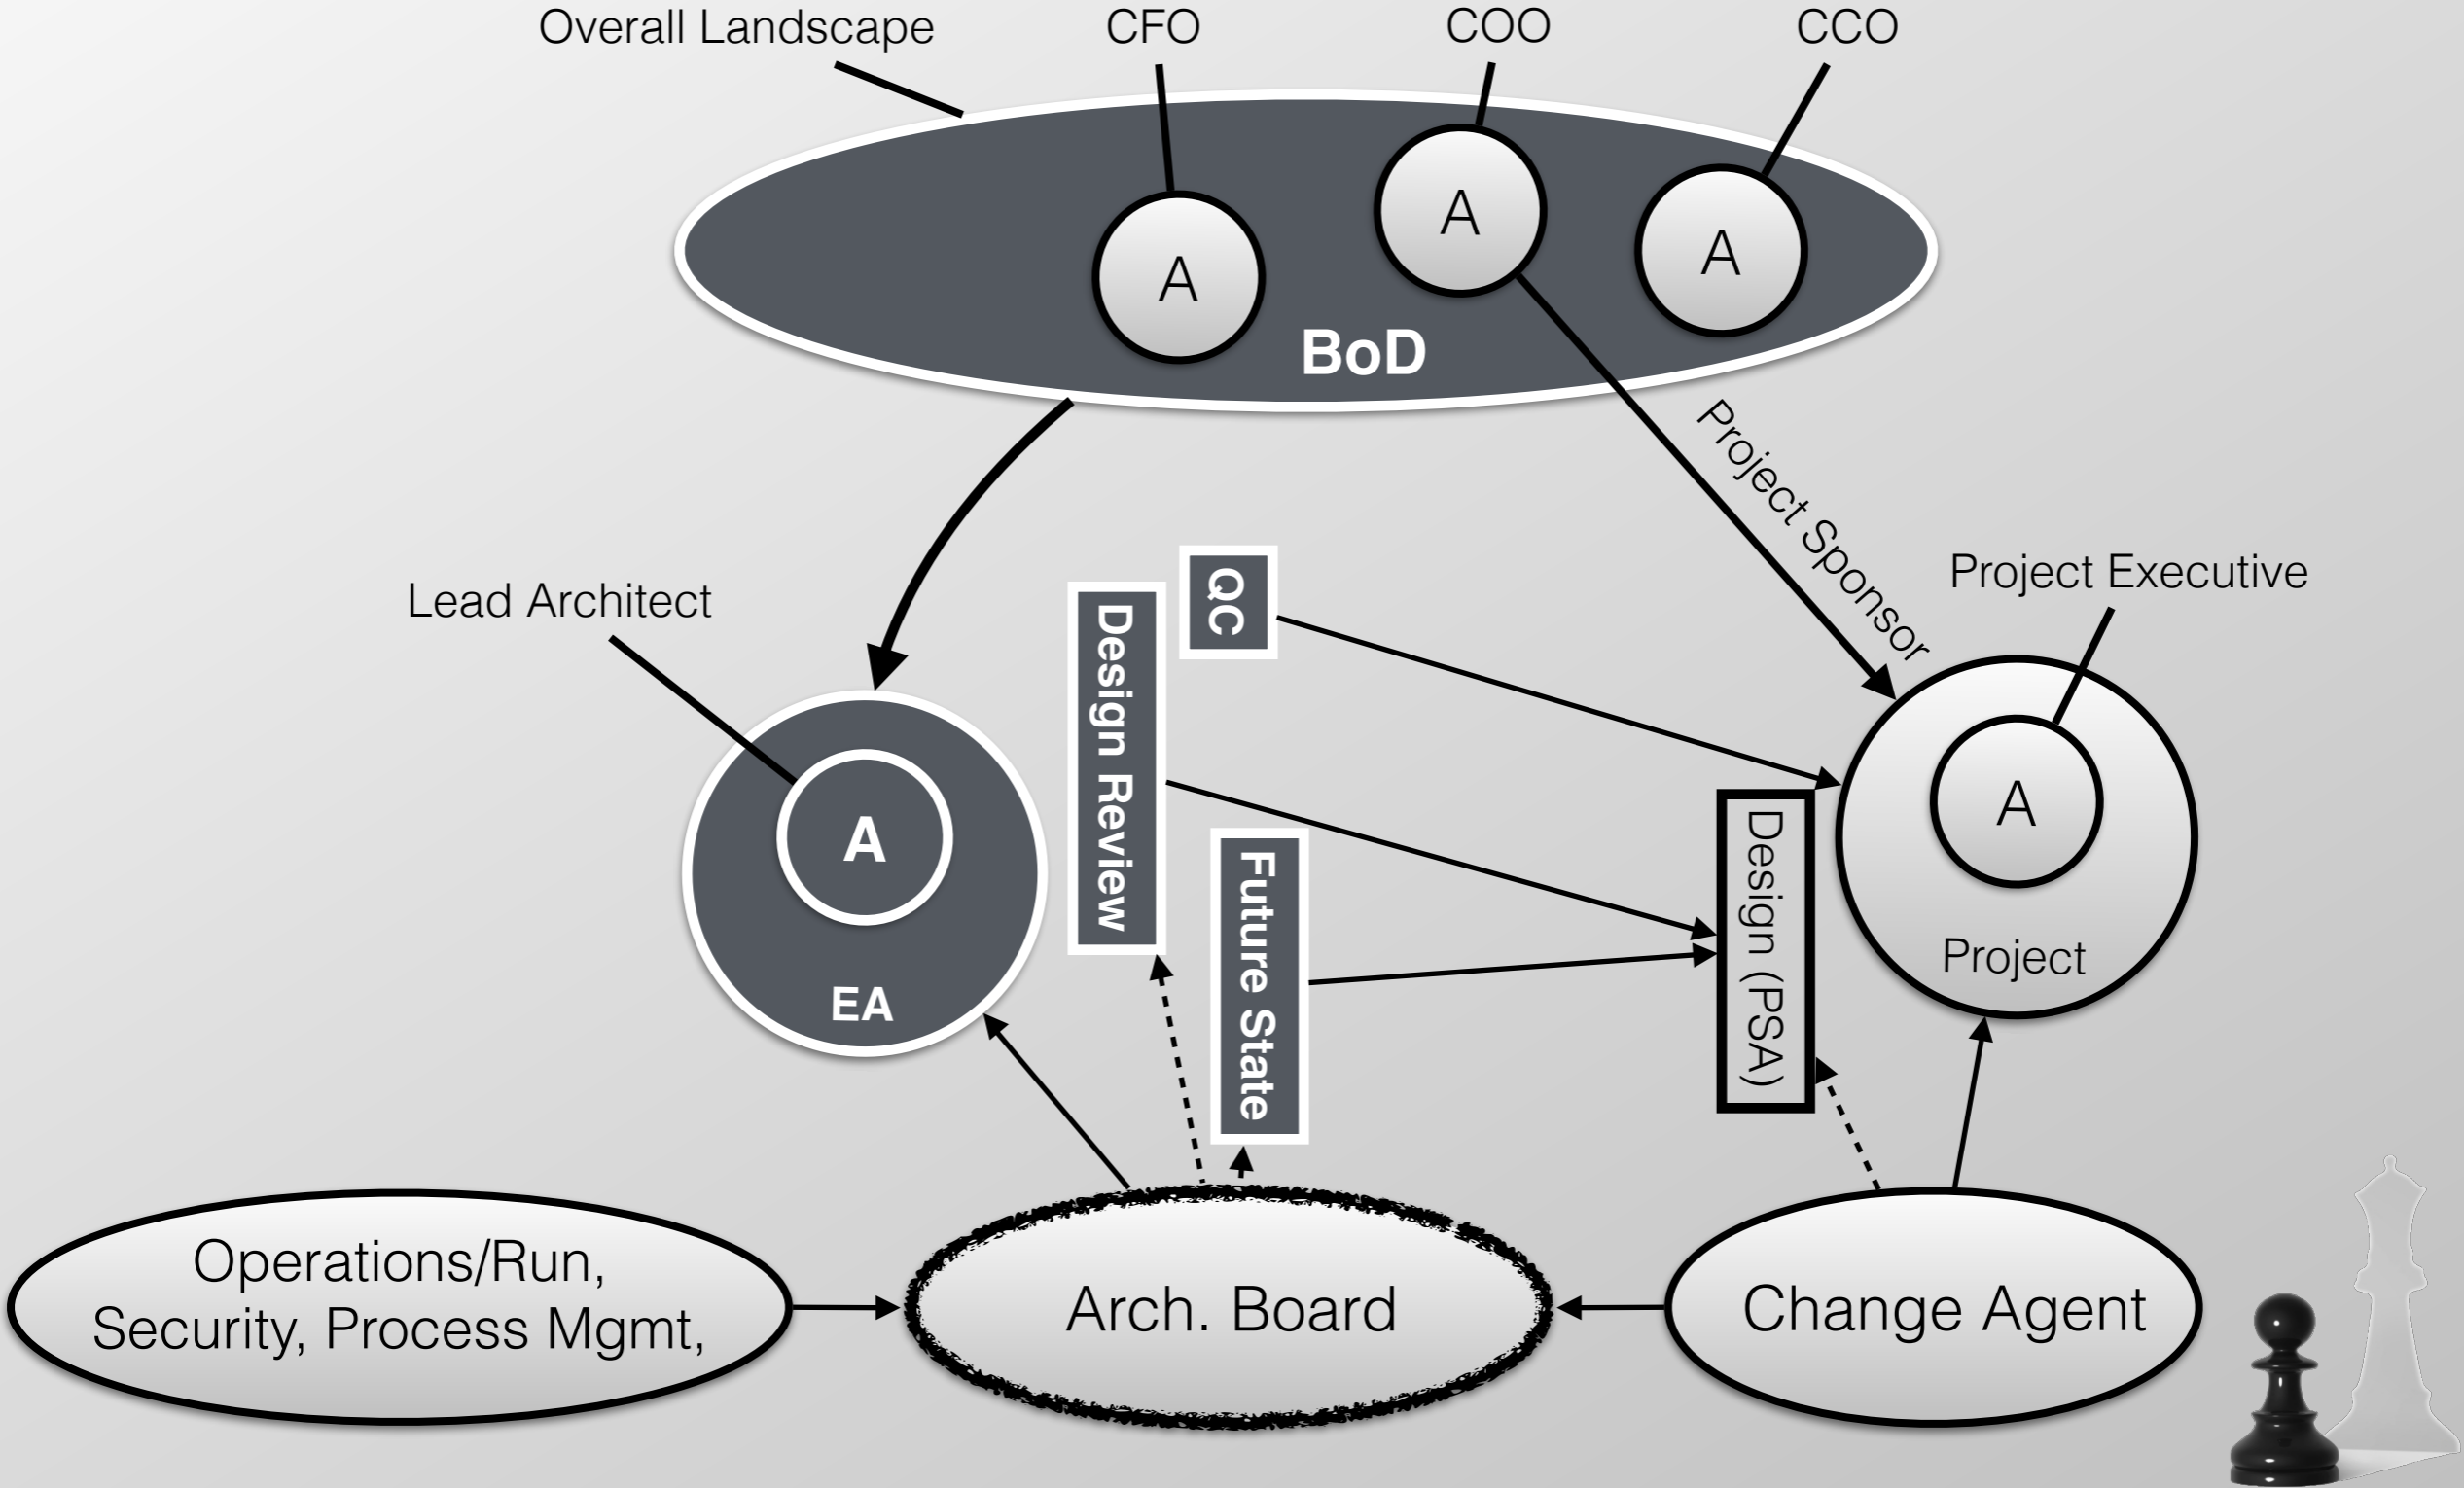 Overall Landscape
CFO
COO
CCO
A
A
A
BoD
Project Sponsor
Lead Architect
QC
Project Executive
Design Review
A
A
EA
Future State
Design (PSA)
Project
Operations/Run,
Security, Process Mgmt,
Arch. Board
Change Agent